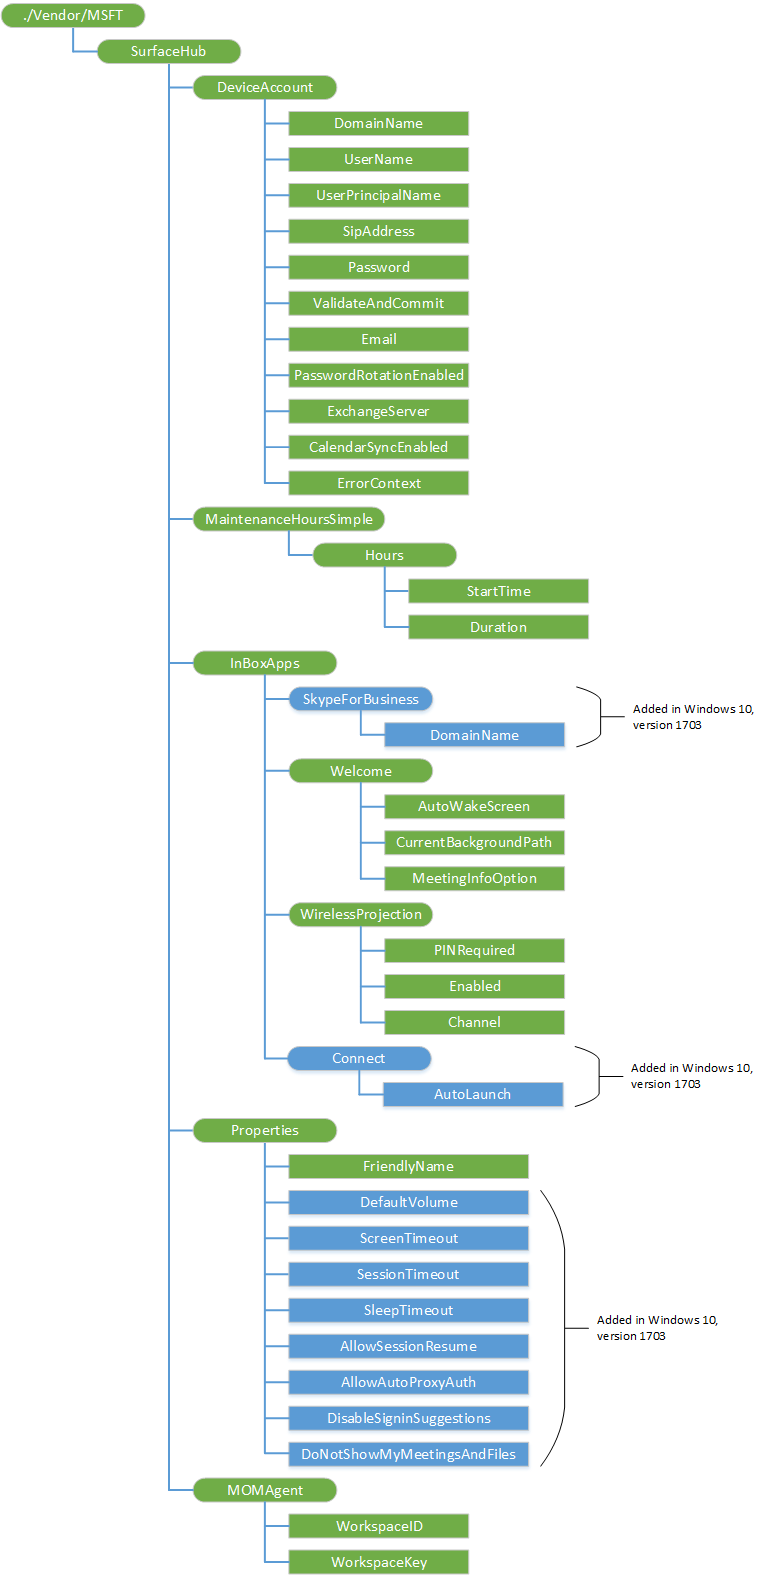 ./Vendor/MSFT
SurfaceHub
DeviceAccount
DomainName
UserName
UserPrincipalName
SipAddress
Password
ValidateAndCommit
Email
PasswordRotationEnabled
ExchangeServer
CalendarSyncEnabled
ErrorContext
MaintenanceHoursSimple
Hours
StartTime
Duration
InBoxApps
SkypeForBusiness
DomainName
Added in Windows 10,
version 1703
Welcome
AutoWakeScreen
CurrentBackgroundPath
MeetingInfoOption
WirelessProjection
PINRequired
Enabled
Channel
Connect
AutoLaunch
Added in Windows 10,
version 1703
Properties
FriendlyName
DefaultVolume
ScreenTimeout
SessionTimeout
SleepTimeout
AllowSessionResume
AllowAutoProxyAuth
DisableSigninSuggestions
DoNotShowMyMeetingsAndFiles
Added in Windows 10,
version 1703
MOMAgent
WorkspaceID
WorkspaceKey